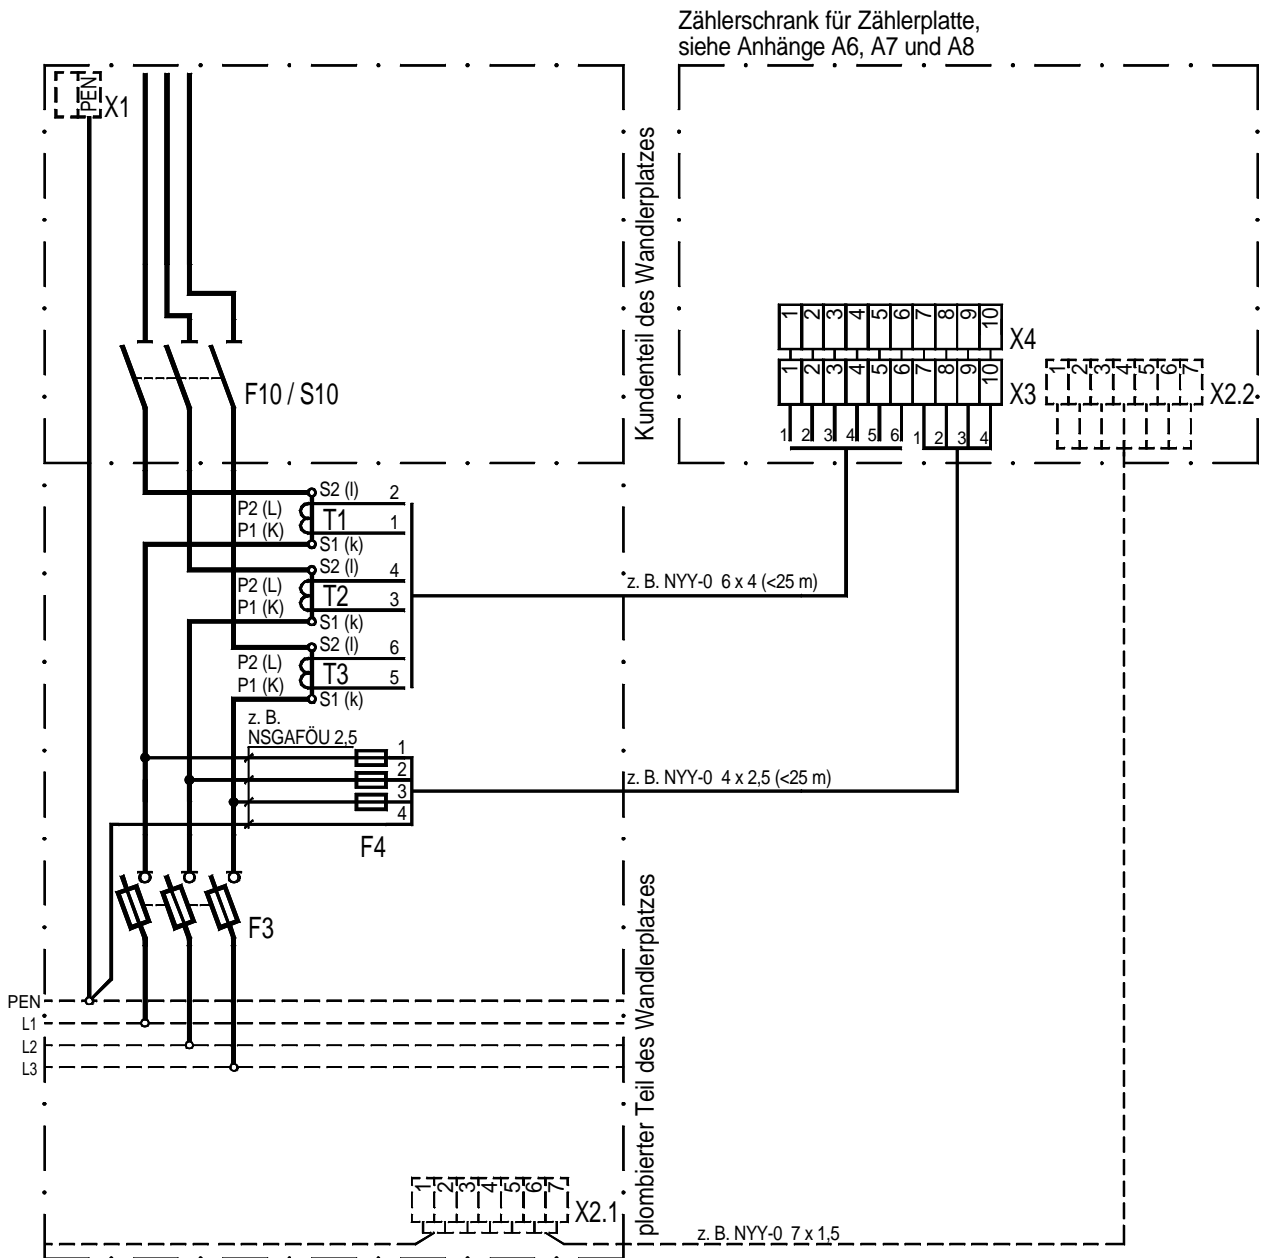 Zählerschrank für Zählerplatte,
siehe Anhänge A6, A7 und A8
PEN
X1
Kundenteil des Wandlerplatzes
F10 / S10
1 2 3 4 5 6 7 8 9 10
X4
1 2 3 4 5 6 7 8 9 10
X3
1 2 3 4 5 6 1 2 3 4
1 2 3 4 5 6 7
X2.2
S2 (l) 2
P2 (L)
T1
P1 (K) 1
S1 (k)
S2 (l) 4
P2 (L)
T2
P1 (K) 3
S1 (k)
S2 (l) 6
P2 (L)
T3
P1 (K) 5
S1 (k)
z. B. NYY-0 6 x 4 (<25 m)
z. B.
NSGAFÖU 2,5
1
2
3
4
z. B. NYY-0 4 x 2,5 (<25 m)
F4
F3
plombierter Teil des Wandlerplatzes
PEN
L1
L2
L3
1 2 3 4 5 6 7
X2.1
z. B. NYY-0 7 x 1,5